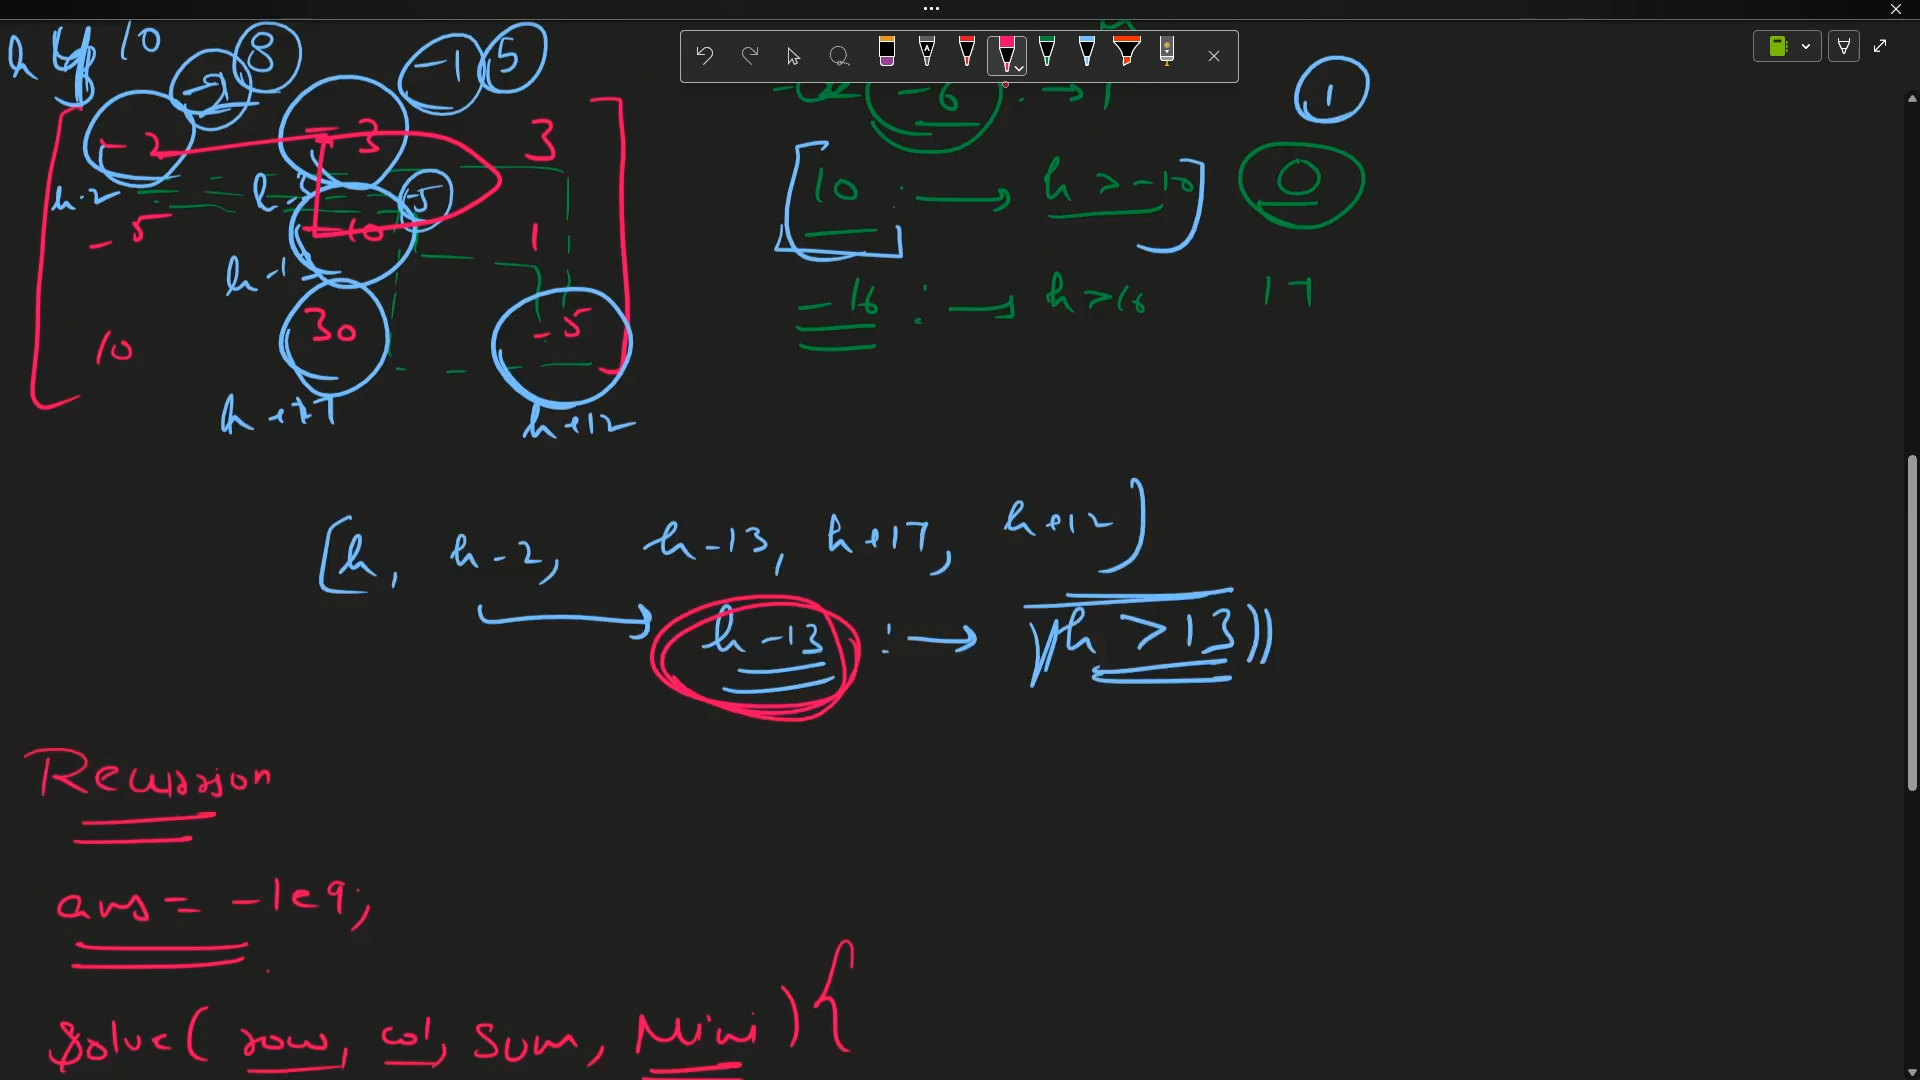 10
8 -1 5 1
-6 : → 1
-2 -3 3
10 : → h > -10 0
h-2 -5
-5 -10 1
h-1
-16 : → h > 16 17
10 30 -5
h+17 h+12
[h, h-2, h-13, h+17, h+12]
h-13 : → h > 13
Recursion
ans = -1e9;
Solve(row, col, sum, Mini) {